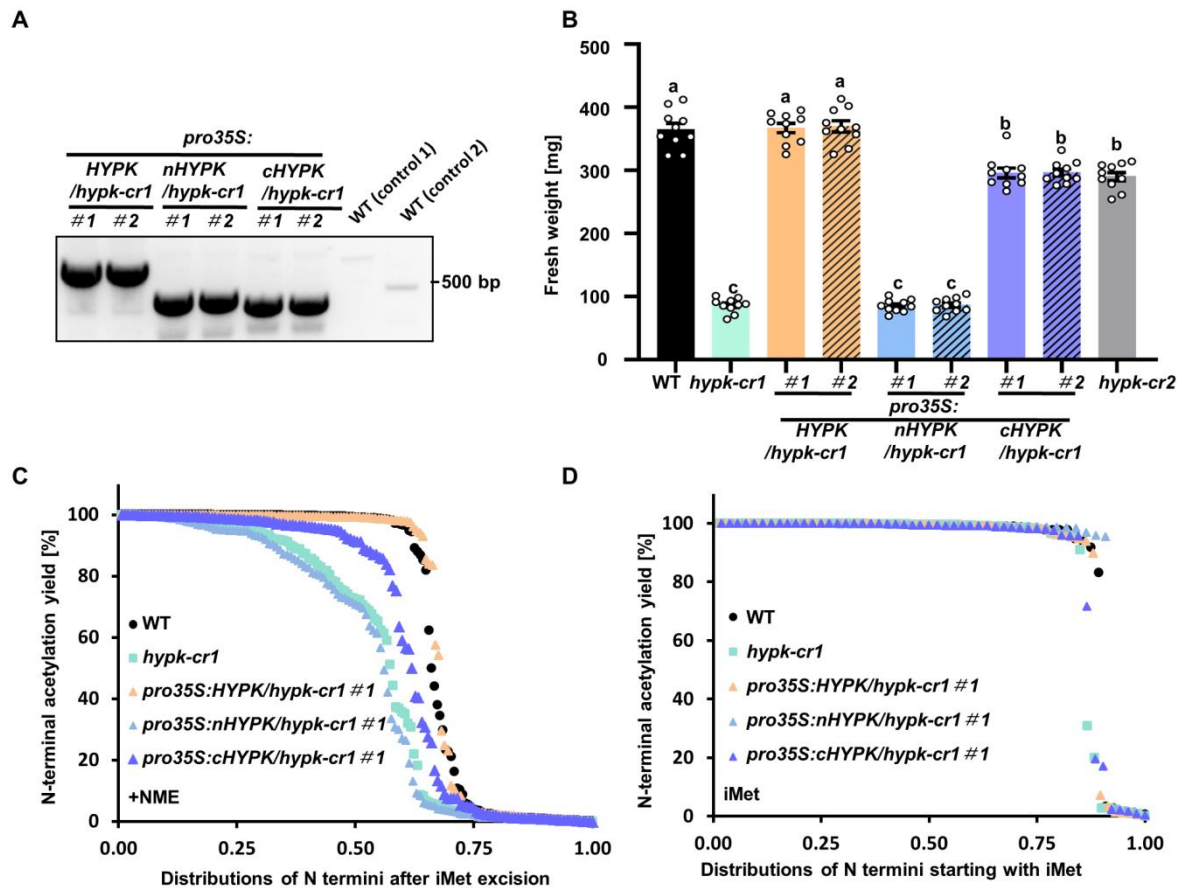 A
pro35S:
HYPK
/hypk-cr1
nHYPK
/hypk-cr1
cHYPK
/hypk-cr1
WT (control 1)
WT (control 2)
#1 #2 #1 #2 #1 #2
500 bp
B
Fresh weight [mg]
500
400
300
200
100
0
a
c
a
a
c
c
b
b
b
WT
hypk-cr1
#1 #2 #1 #2 #1 #2
hypk-cr2
pro35S:
HYPK
/hypk-cr1
nHYPK
/hypk-cr1
cHYPK
/hypk-cr1
C
N-terminal acetylation yield [%]
100
80
60
40
20
0
WT
hypk-cr1
pro35S:HYPK/hypk-cr1 #1
pro35S:nHYPK/hypk-cr1 #1
pro35S:cHYPK/hypk-cr1 #1
+NME
0.00 0.25 0.50 0.75 1.00
Distributions of N termini after iMet excision
D
N-terminal acetylation yield [%]
100
80
60
40
20
0
WT
hypk-cr1
pro35S:HYPK/hypk-cr1 #1
pro35S:nHYPK/hypk-cr1 #1
pro35S:cHYPK/hypk-cr1 #1
iMet
0.00 0.25 0.50 0.75 1.00
Distributions of N termini starting with iMet